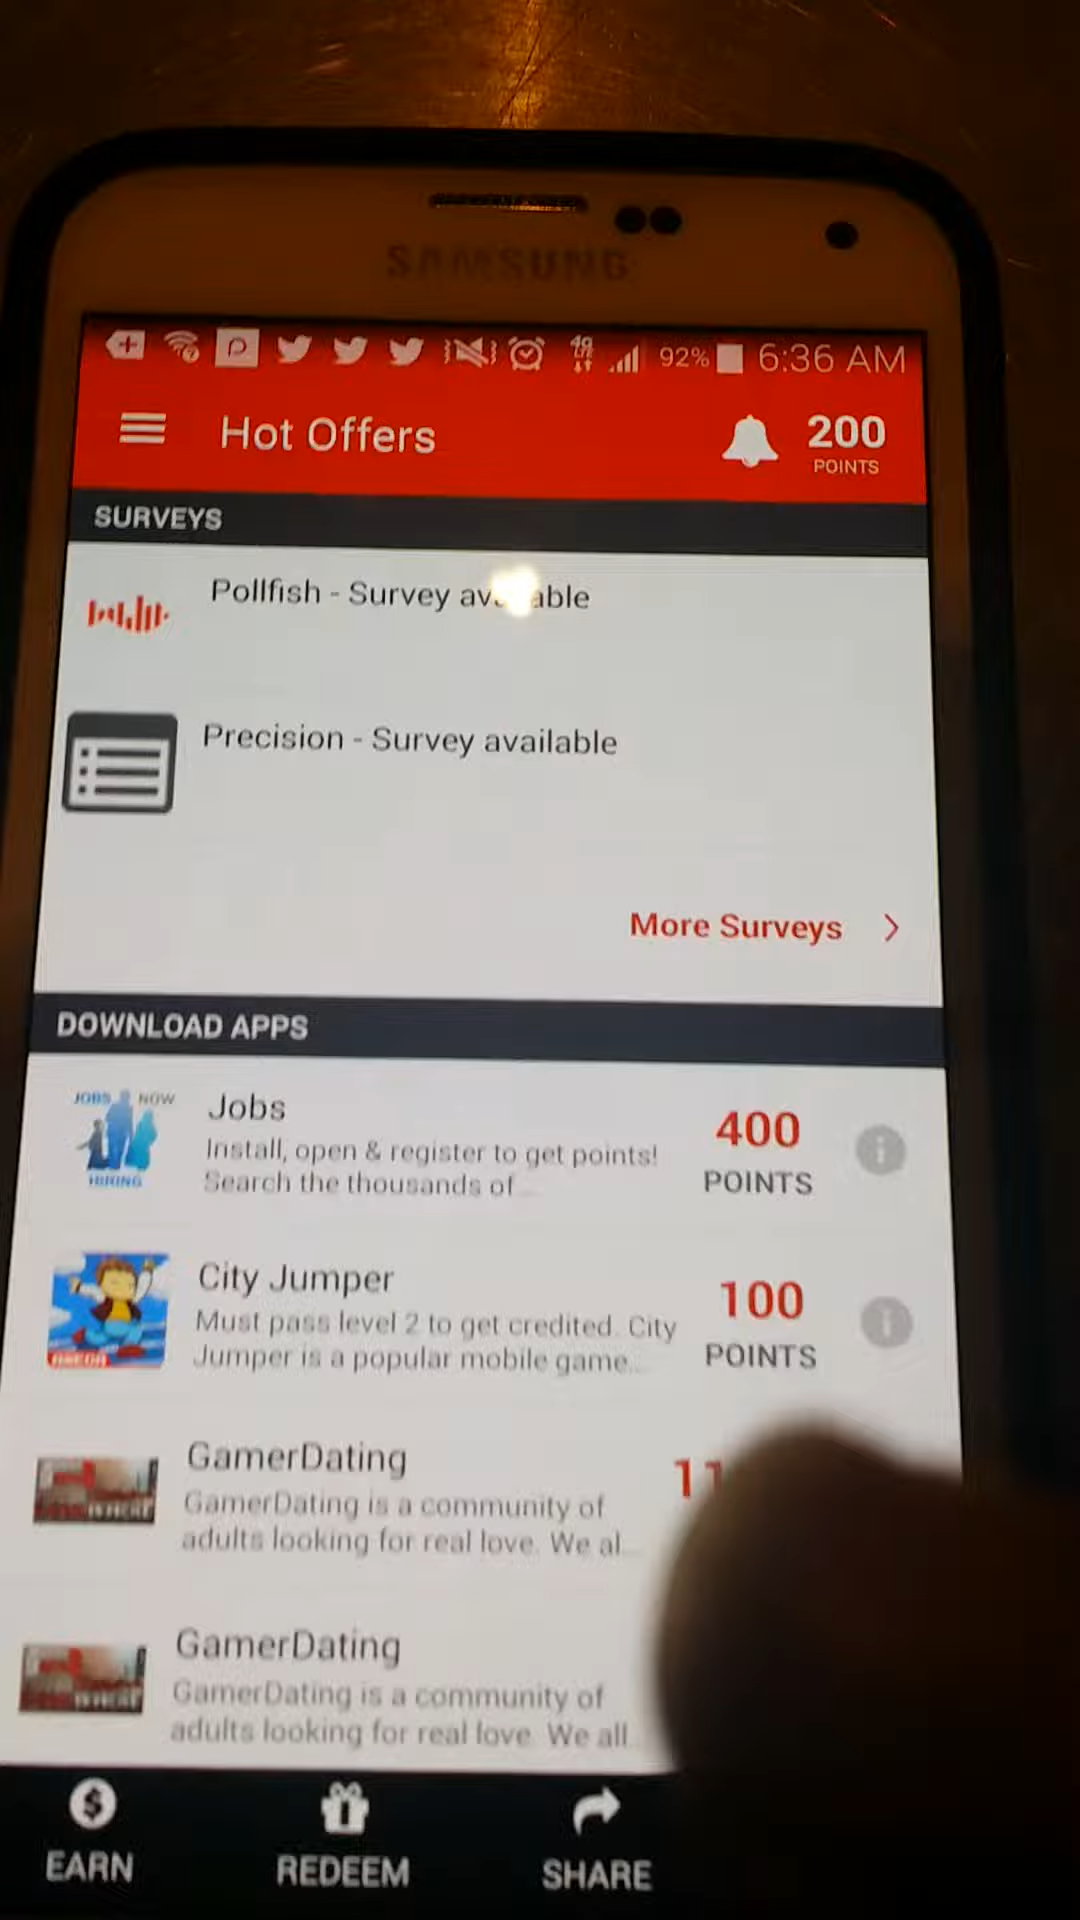 SAMSUNG
4G LTE 92% 6:36 AM
Hot Offers
200
POINTS
SURVEYS
Pollfish - Survey available
Precision - Survey available
More Surveys
DOWNLOAD APPS
JOBS NOW
HIRING
Jobs
Install, open & register to get points!
Search the thousands of...
400
POINTS
City Jumper
Must pass level 2 to get credited. City
Jumper is a popular mobile game...
100
POINTS
GamerDating
GamerDating is a community of
adults looking for real love. We al...
11
GamerDating
GamerDating is a community of
adults looking for real love. We all...
EARN
REDEEM
SHARE